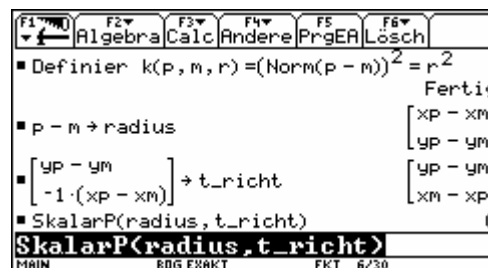 F1 F2 F3 F4 F5 F6
Algebra Calc Andere PrgEA Lösch
▪ Definier k(p,m,r)=(Norm(p-m))²=r²
Fertig
▪ p-m→radius [xp-xm
yp-ym
▪ [yp-ym
-1·(xp-xm)]→t_richt [yp-ym
xm-xp
▪ SkalarP(radius,t_richt)
SkalarP(radius,t_richt)
MAIN BOG EXAKT FKT 6/30